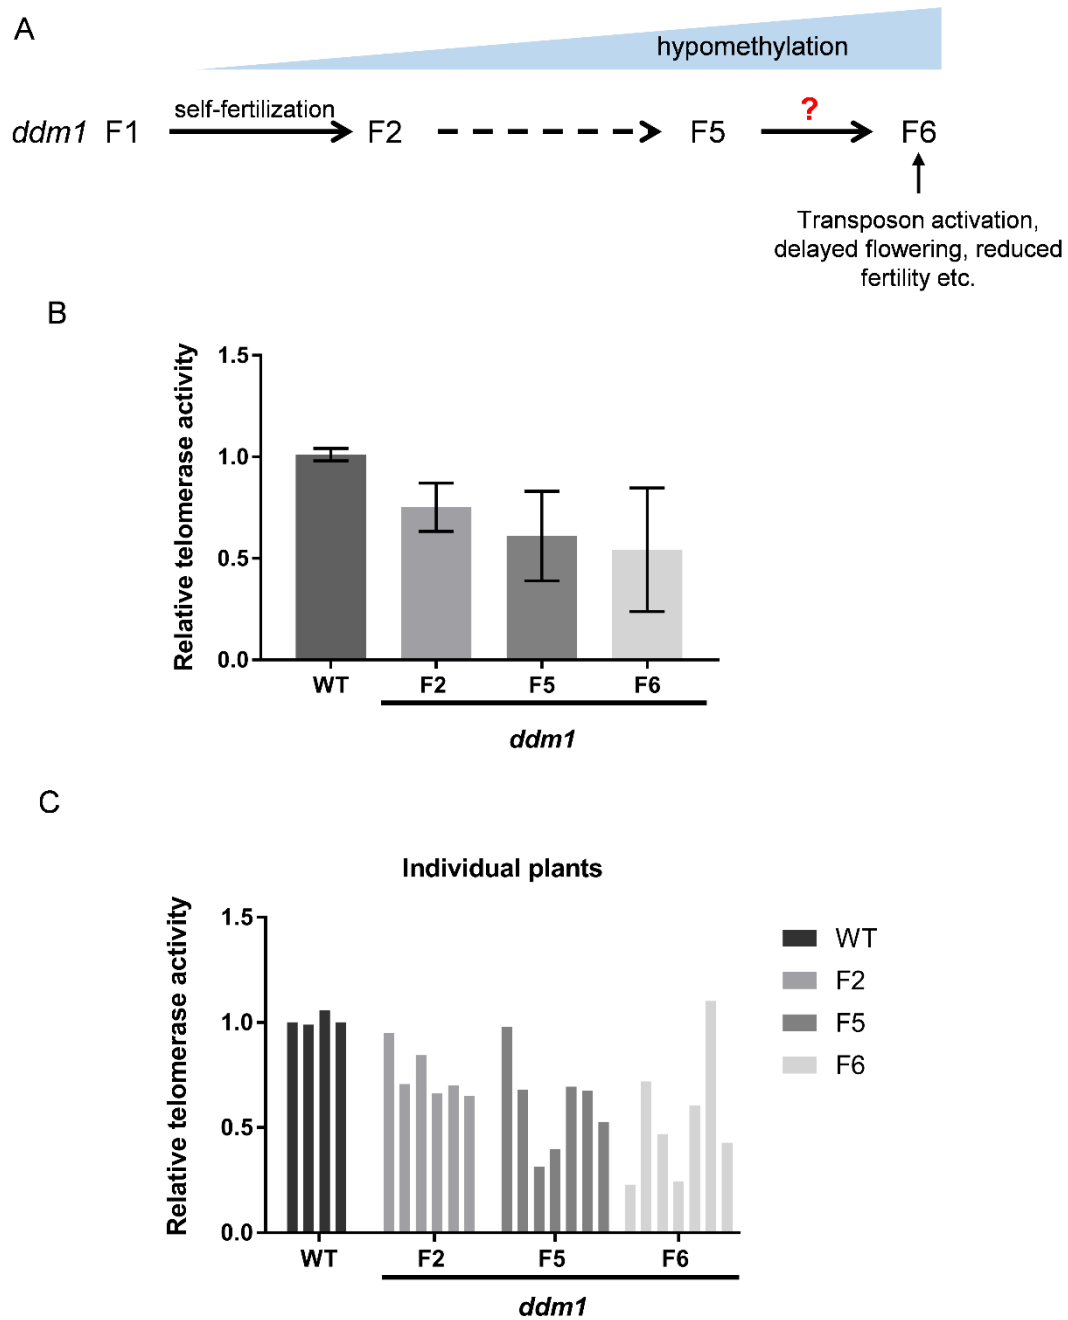 A
hypomethylation
self-fertilization
?
ddm1 F1
F2
F5
F6
Transposon activation,
delayed flowering, reduced
fertility etc.
B
Relative telomerase activity
1.5
1.0
0.5
0.0
WT
F2
F5
F6
ddm1
C
Individual plants
Relative telomerase activity
1.5
1.0
0.5
0.0
WT
F2
F5
F6
WT
F2
F5
F6
ddm1